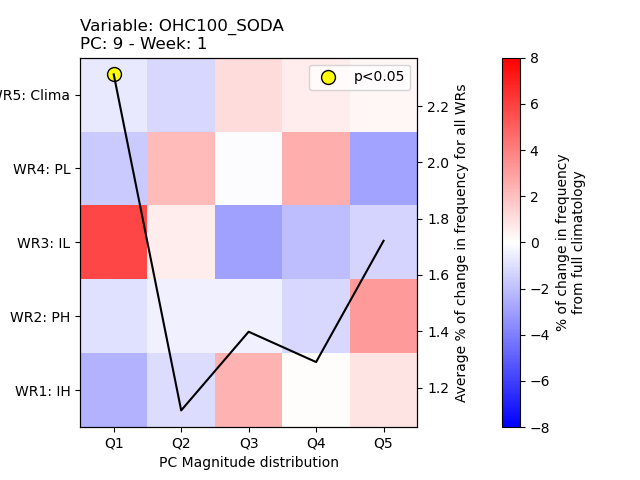 Variable: OHC100_SODA
PC: 9 - Week: 1
p<0.05
WR5: Clima
WR4: PL
WR3: IL
WR2: PH
WR1: IH
Q1 Q2 Q3 Q4 Q5
PC Magnitude distribution
2.2
2.0
1.8
1.6
1.4
1.2
Average % of change in frequency for all WRs
8
6
4
2
0
−2
−4
−6
−8
% of change in frequency
from full climatology